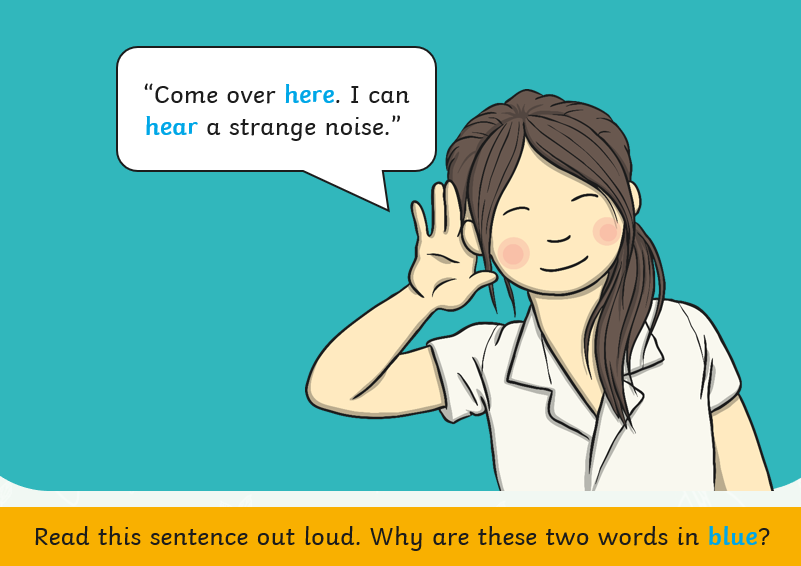 “Come over here. I can
hear a strange noise.”
Read this sentence out loud. Why are these two words in blue?